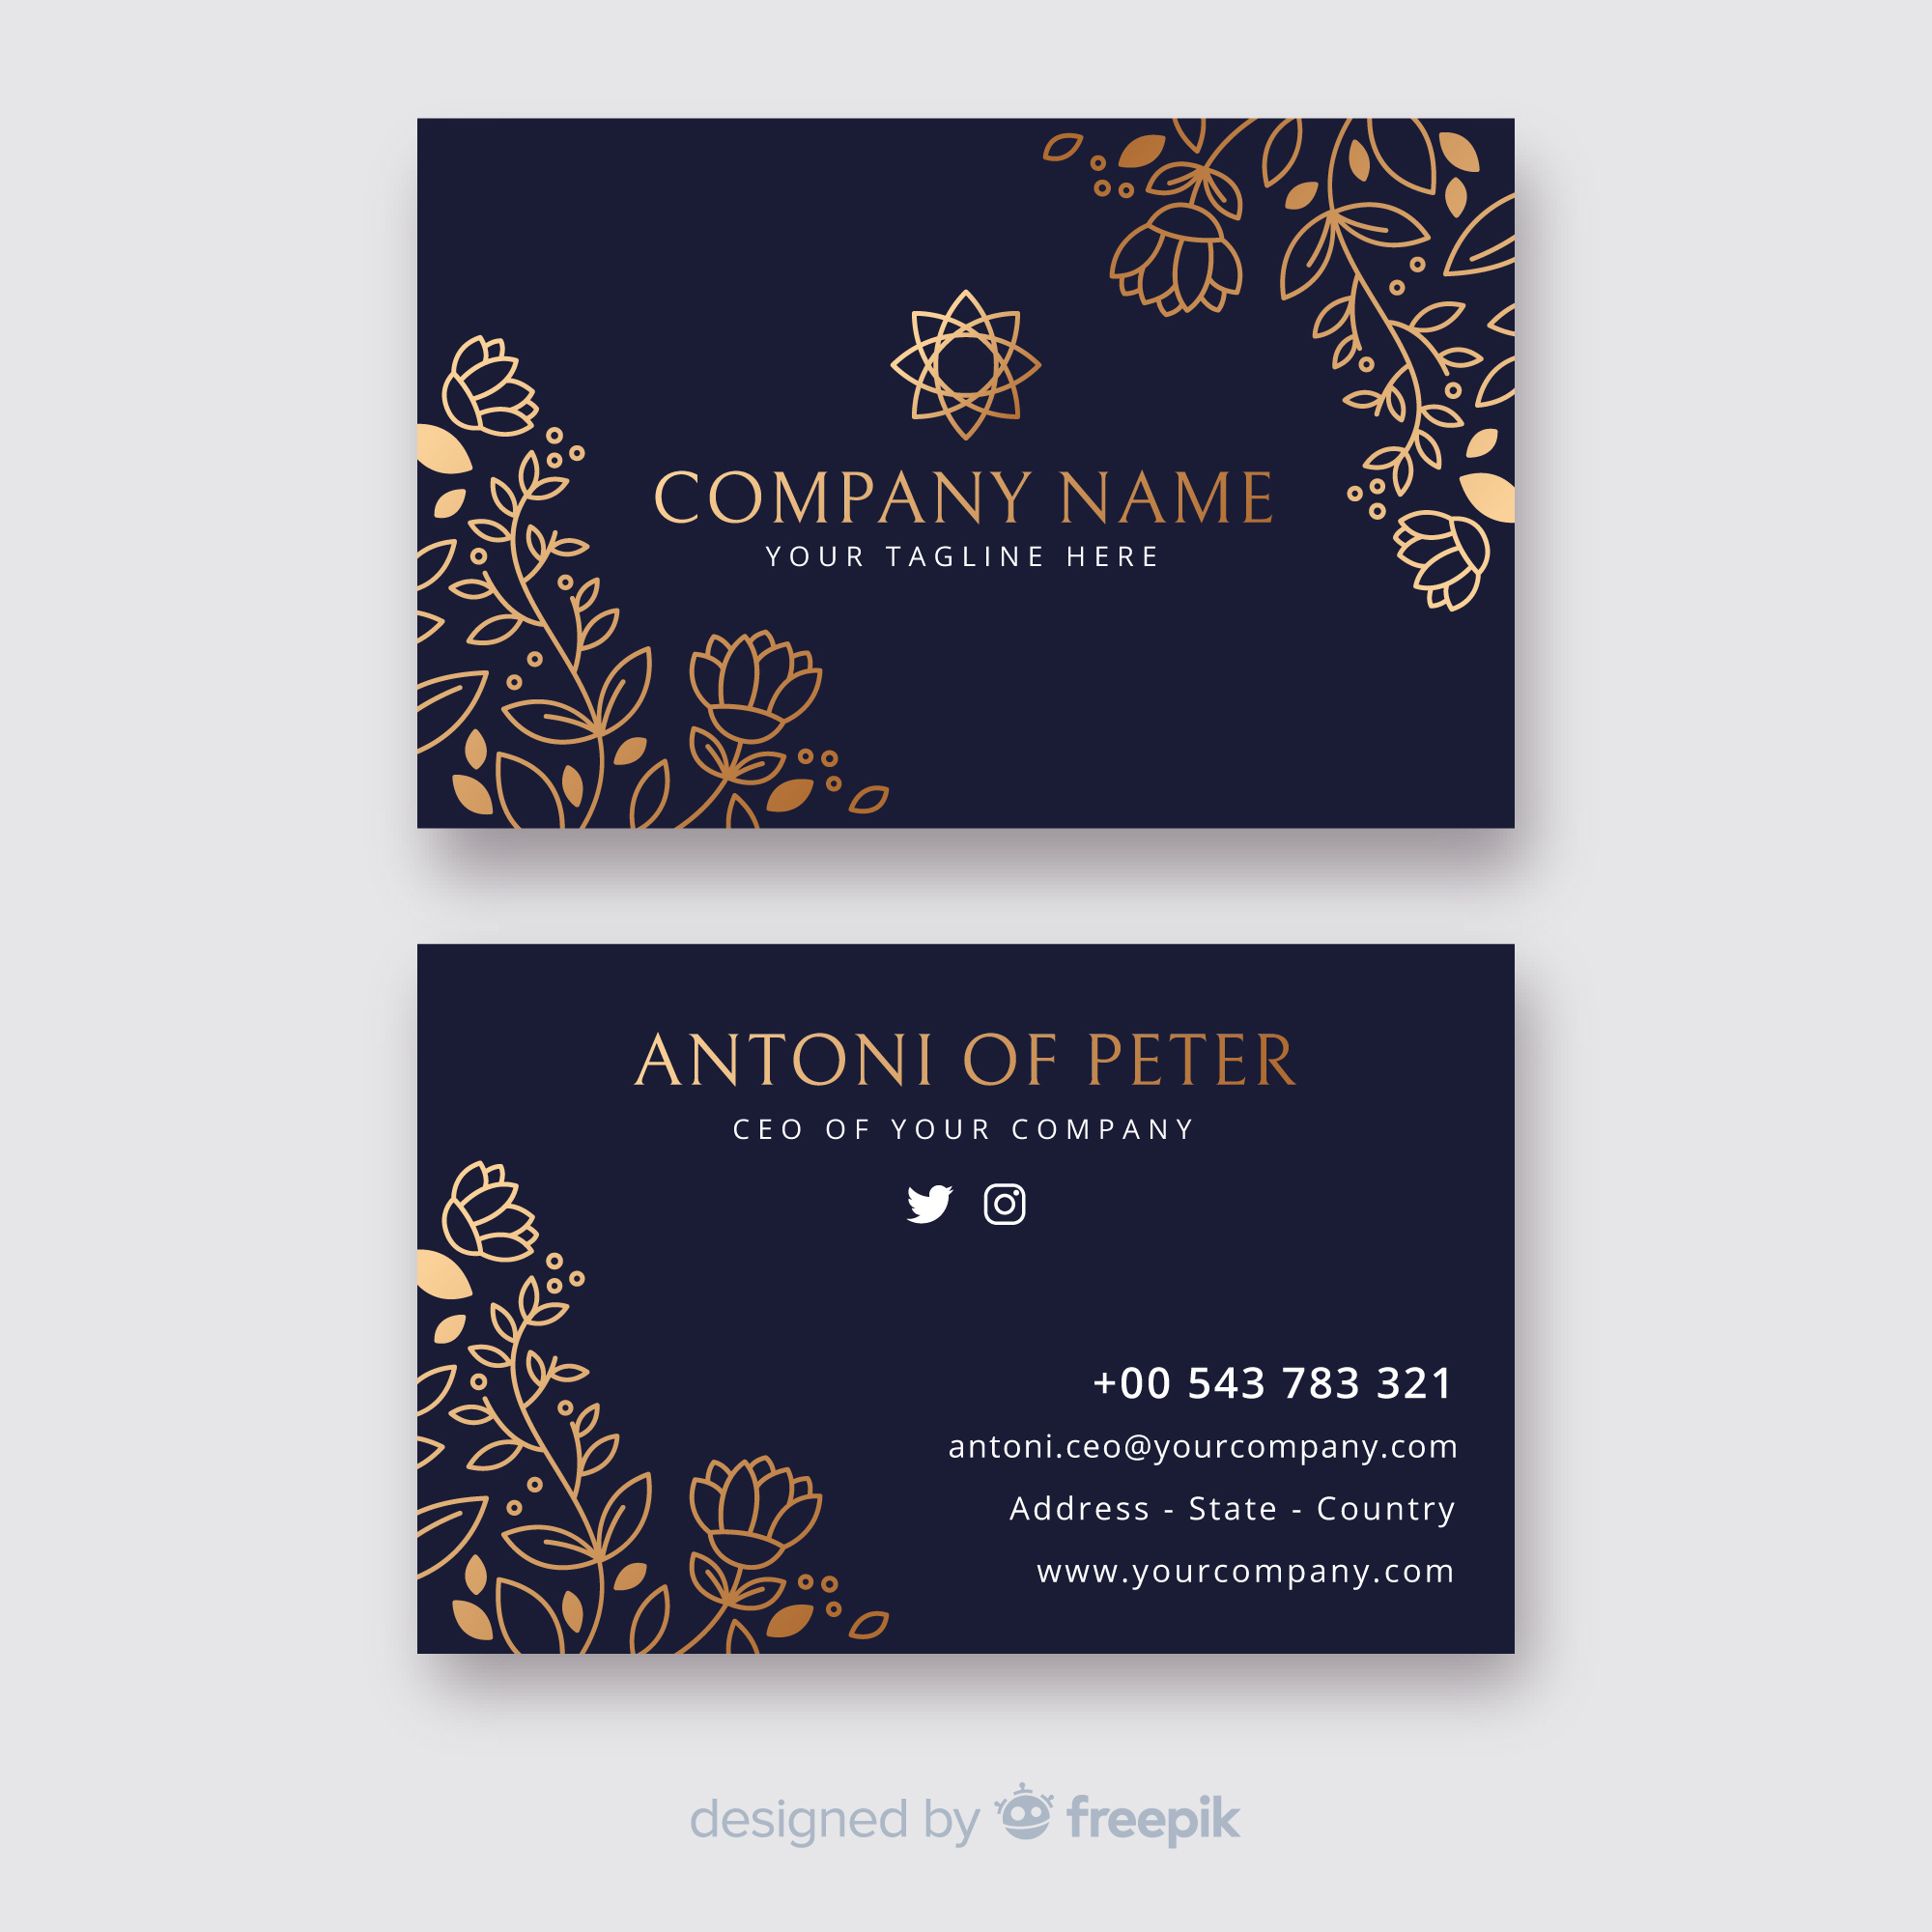 COMPANY NAME
YOUR TAGLINE HERE
ANTONI OF PETER
CEO OF YOUR COMPANY
+00 543 783 321
antoni.ceo@yourcompany.com
Address - State - Country
www.yourcompany.com
designed by freepik